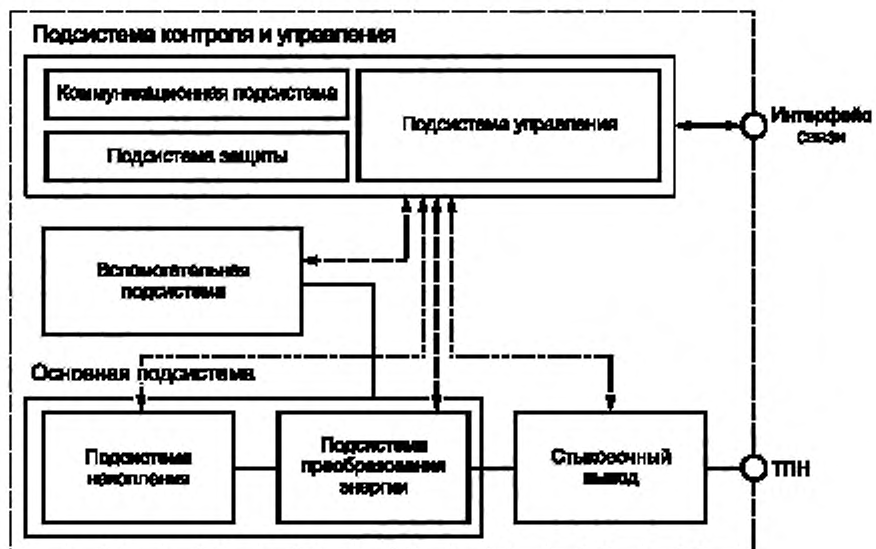 Подсистема контроля и управления
Коммуникационная подсистема
Подсистема управления
Интерфейс
связи
Подсистема защиты
Вспомогательная
подсистема
Основная подсистема
Подсистема
накопления
Подсистема
преобразования
энергии
Стыковочный
вывод
ТПН